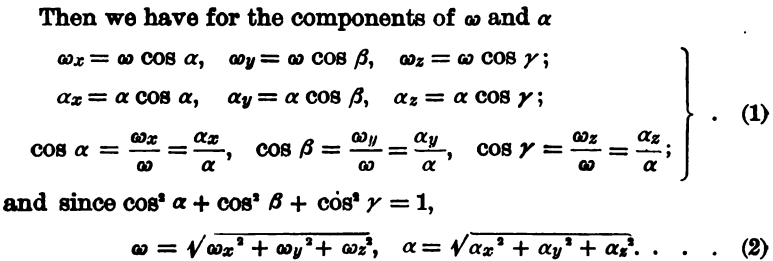 Then we have for the components of ω and α
ωx = ω cos α, ωy = ω cos β, ωz = ω cos γ;
αx = α cos α, αy = α cos β, αz = α cos γ;
cos α = ωx/ω = αx/α, cos β = ωy/ω = αy/α, cos γ = ωz/ω = αz/α; } . (1)
and since cos² α + cos² β + cos² γ = 1,
ω = √ωx² + ωy² + ωz², α = √αx² + αy² + αz². . . . (2)